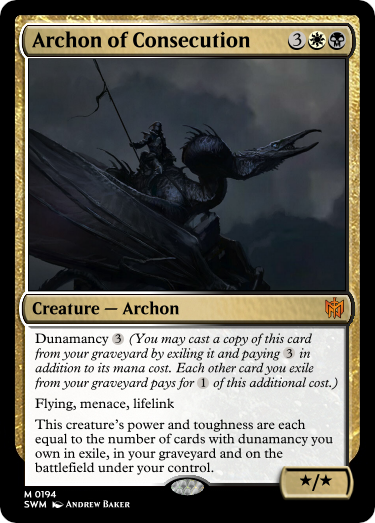 Archon of Consecution 3
Creature — Archon
Dunamancy 3 (You may cast a copy of this card
from your graveyard by exiling it and paying 3 in
addition to its mana cost. Each other card you exile
from your graveyard pays for 1 of this additional cost.)
Flying, menace, lifelink
This creature's power and toughness are each
equal to the number of cards with dunamancy you
own in exile, in your graveyard and on the
battlefield under your control.
*/*
M 0194
SWM Andrew Baker